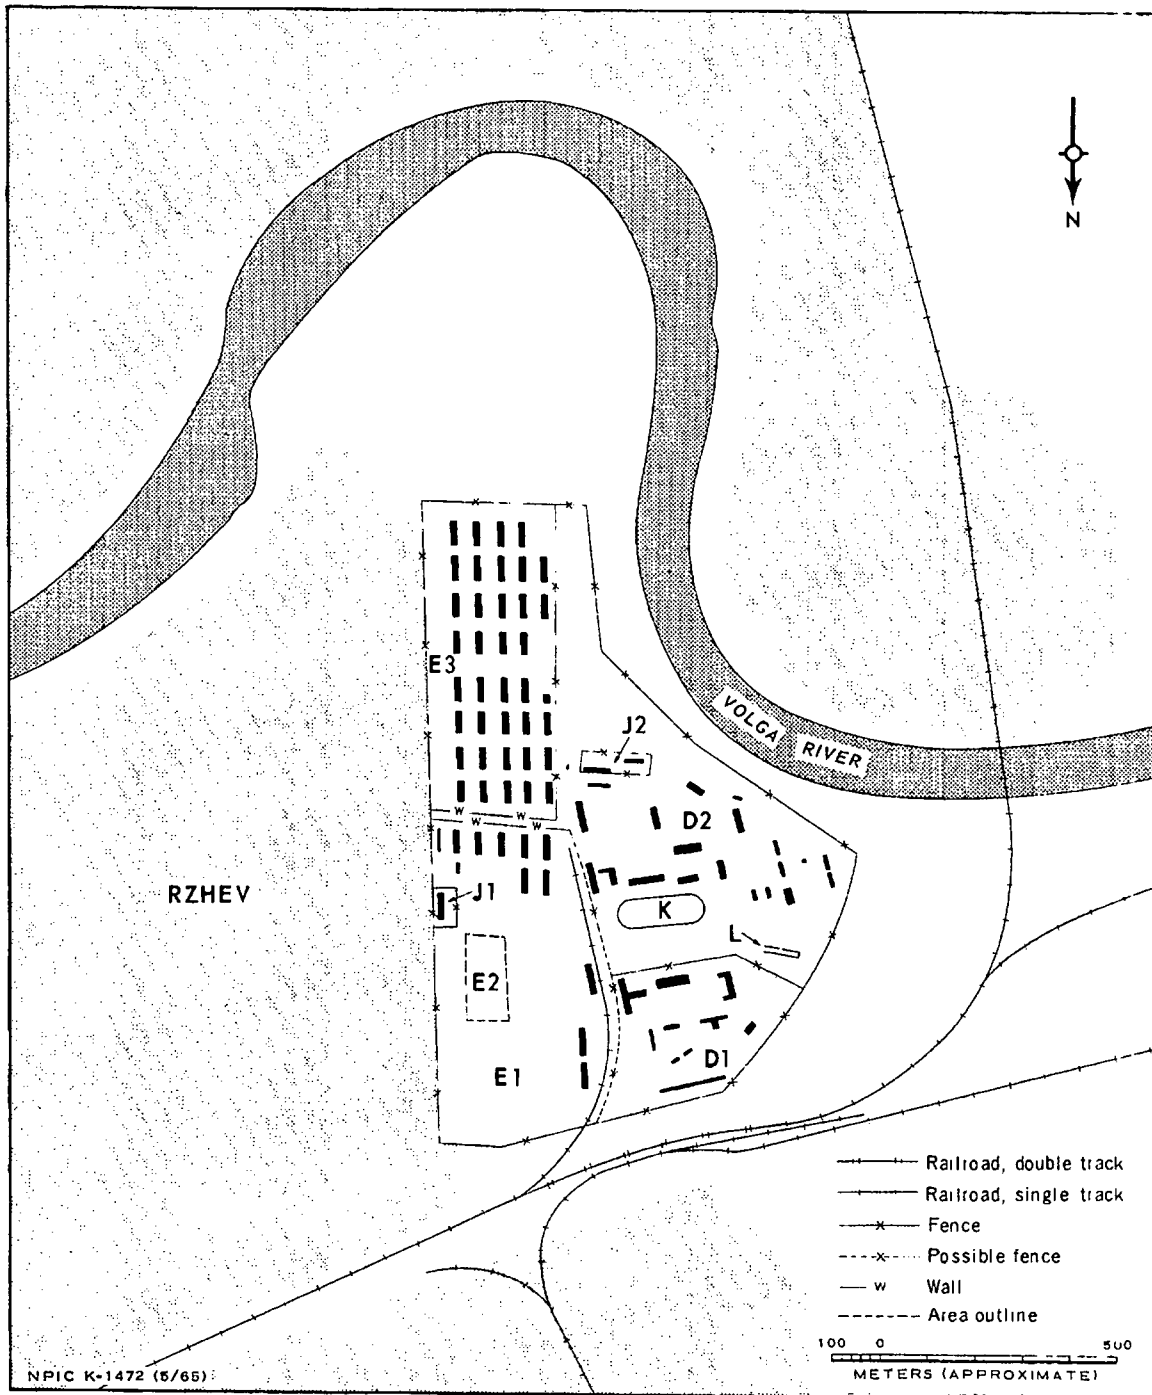 N
E3
J2
VOLGA RIVER
D2
RZHEV
J1
K
L
E2
D1
E1
W W
W W
Railroad, double track
Railroad, single track
Fence
Possible fence
W Wall
Area outline
100 0 500
METERS (APPROXIMATE)
NPIC K-1472 (5/65)